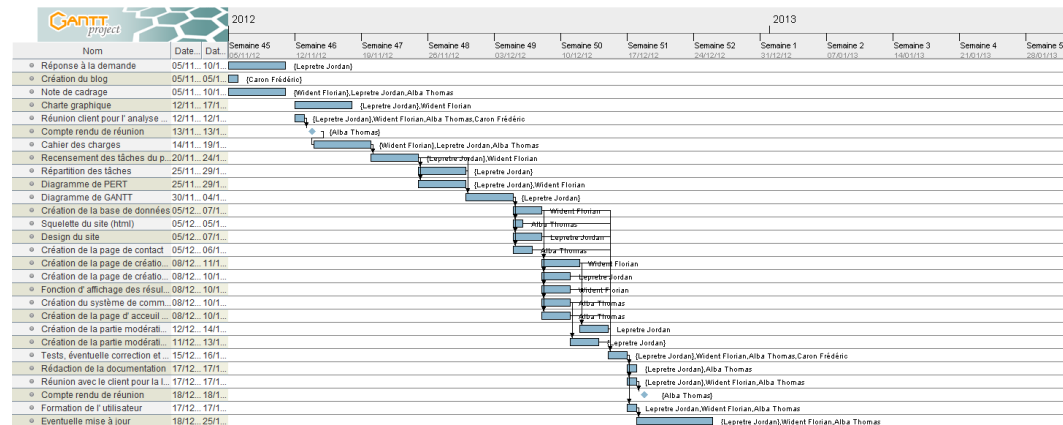 GANTT project
2012
2013
Nom Date... Dat...
Semaine 45 Semaine 46 Semaine 47 Semaine 48 Semaine 49 Semaine 50 Semaine 51 Semaine 52 Semaine 1 Semaine 2 Semaine 3 Semaine 4 Semaine 5
05/11/12 12/11/12 19/11/12 26/11/12 03/12/12 10/12/12 17/12/12 24/12/12 31/12/12 07/01/13 14/01/13 21/01/13 28/01/13
Réponse à la demande 05/11... 10/1... {Lepretre Jordan}
Création du blog 05/11... 05/1... {Caron Frédéric}
Note de cadrage 05/11... 10/1... {Wident Florian},Lepretre Jordan,Alba Thomas
Charte graphique 12/11... 17/1... {Lepretre Jordan},Wident Florian
Réunion client pour l' analyse ... 12/11... 12/1... {Lepretre Jordan},Wident Florian,Alba Thomas,Caron Frédéric
Compte rendu de réunion 13/11... 13/1... {Alba Thomas}
Cahier des charges 14/11... 19/1... {Wident Florian},Lepretre Jordan,Alba Thomas
Recensement des tâches du p... 20/11... 24/1... {Lepretre Jordan},Wident Florian
Répartition des tâches 25/11... 29/1... {Lepretre Jordan}
Diagramme de PERT 25/11... 29/1... {Lepretre Jordan},Wident Florian
Diagramme de GANTT 30/11... 04/1... {Lepretre Jordan}
Création de la base de données 05/12... 07/1... Wident Florian
Squelette du site (html) 05/12... 05/1... Alba Thomas
Design du site 05/12... 07/1... Lepretre Jordan
Création de la page de contact 05/12... 06/1... Alba Thomas
Création de la page de créatio... 08/12... 11/1... Wident Florian
Création de la page de créatio... 08/12... 10/1... Lepretre Jordan
Fonction d' affichage des résul... 08/12... 10/1... Wident Florian
Création du système de comm... 08/12... 10/1... Alba Thomas
Création de la page d' acceuil ... 08/12... 10/1... Alba Thomas
Création de la partie modérati... 12/12... 14/1... Lepretre Jordan
Création de la partie modérati... 11/12... 13/1... {Lepretre Jordan}
Tests, éventuelle correction et ... 15/12... 16/1... {Lepretre Jordan},Wident Florian,Alba Thomas,Caron Frédéric
Rédaction de la documentation 17/12... 17/1... {Lepretre Jordan},Alba Thomas
Réunion avec le client pour la l... 17/12... 17/1... {Lepretre Jordan},Wident Florian,Alba Thomas
Compte rendu de réunion 18/12... 18/1... {Alba Thomas}
Formation de l' utilisateur 17/12... 17/1... Lepretre Jordan,Wident Florian,Alba Thomas
Eventuelle mise à jour 18/12... 25/1... {Lepretre Jordan},Wident Florian,Alba Thomas